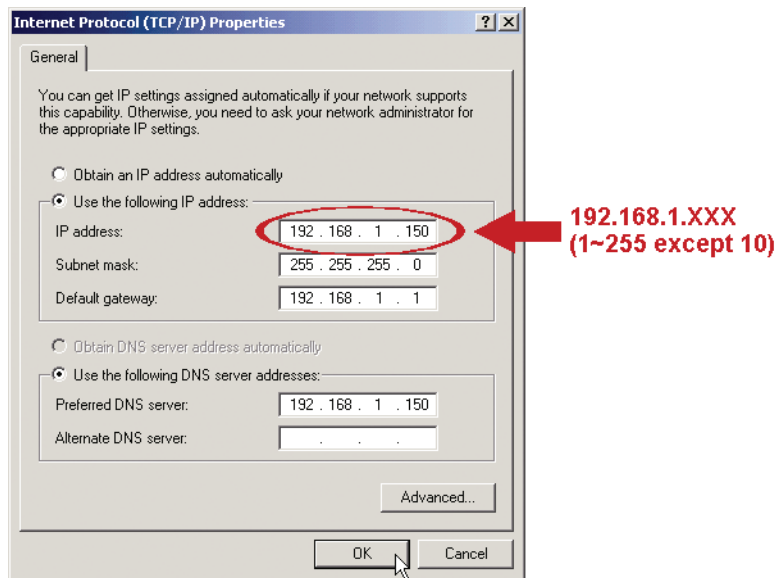 Internet Protocol (TCP/IP) Properties
General
You can get IP settings assigned automatically if your network supports
this capability. Otherwise, you need to ask your network administrator for
the appropriate IP settings.
Obtain an IP address automatically
Use the following IP address:
IP address: 192 . 168 . 1 . 150
Subnet mask: 255 . 255 . 255 . 0
Default gateway: 192 . 168 . 1 . 1
192.168.1.XXX
(1~255 except 10)
Obtain DNS server address automatically
Use the following DNS server addresses:
Preferred DNS server: 192 . 168 . 1 . 150
Alternate DNS server: . . .
Advanced...
OK Cancel